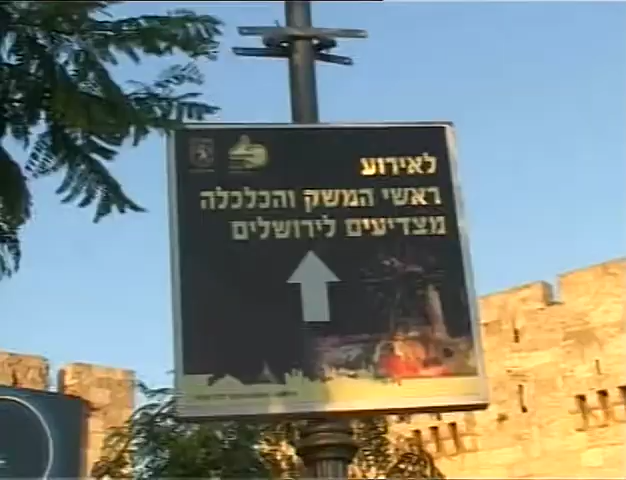 לאירוע
ראשי המשק והכלכלה
מצדיעים לירושלים